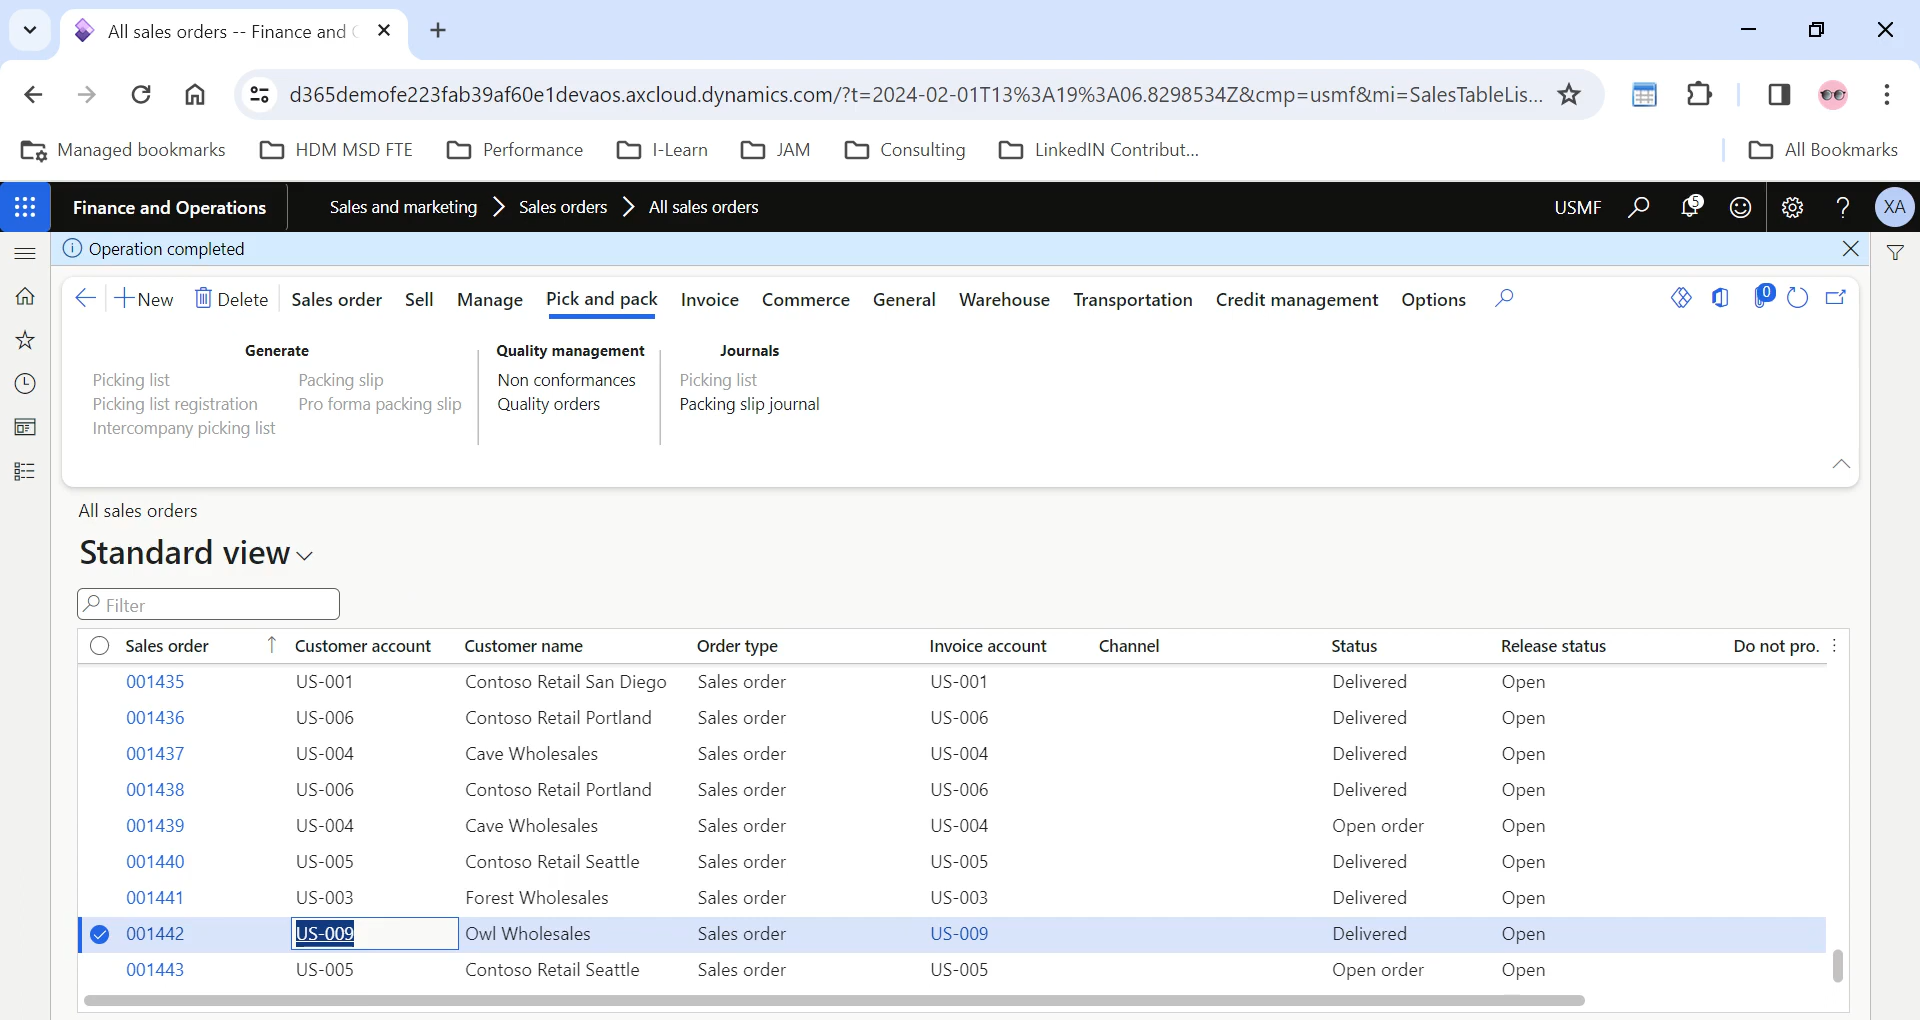 All sales orders -- Finance and
d365demofe223fab39af60e1devaos.axcloud.dynamics.com/?t=2024-02-01T13%3A19%3A06.8298534Z&cmp=usmf&mi=SalesTableLis...
Managed bookmarks HDM MSD FTE Performance I-Learn JAM Consulting LinkedIN Contribut... All Bookmarks
Finance and Operations Sales and marketing Sales orders All sales orders USMF 5 ? XA
Operation completed
New Delete Sales order Sell Manage Pick and pack Invoice Commerce General Warehouse Transportation Credit management Options 0
Generate Quality management Journals
Picking list Packing slip Non conformances Picking list
Picking list registration Pro forma packing slip Quality orders Packing slip journal
Intercompany picking list
All sales orders
Standard view
Filter
Sales order ↑ Customer account Customer name Order type Invoice account Channel Status Release status Do not pro.
001435 US-001 Contoso Retail San Diego Sales order US-001 Delivered Open
001436 US-006 Contoso Retail Portland Sales order US-006 Delivered Open
001437 US-004 Cave Wholesales Sales order US-004 Delivered Open
001438 US-006 Contoso Retail Portland Sales order US-006 Delivered Open
001439 US-004 Cave Wholesales Sales order US-004 Open order Open
001440 US-005 Contoso Retail Seattle Sales order US-005 Delivered Open
001441 US-003 Forest Wholesales Sales order US-003 Delivered Open
001442 US-009 Owl Wholesales Sales order US-009 Delivered Open
001443 US-005 Contoso Retail Seattle Sales order US-005 Open order Open